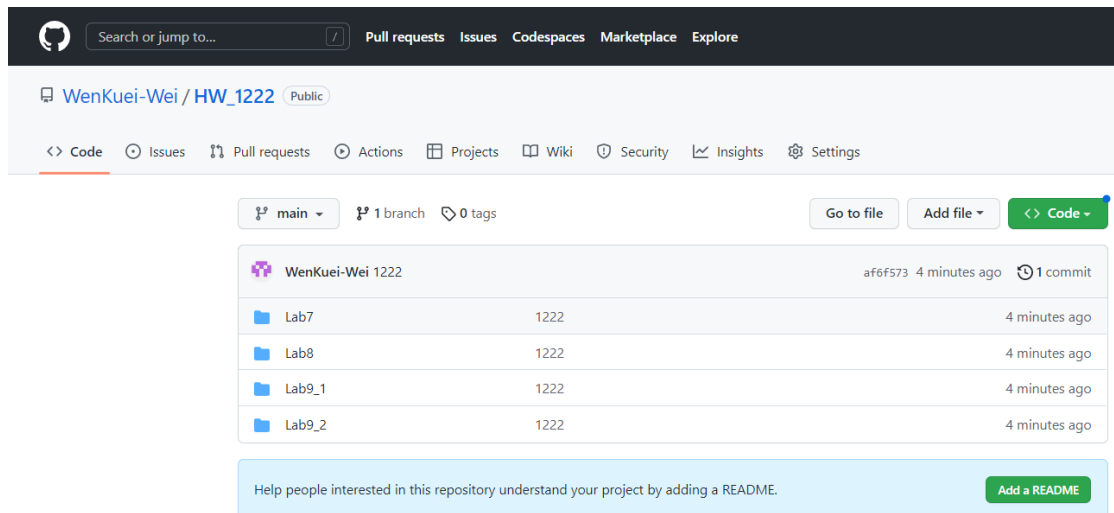 Search or jump to... / Pull requests Issues Codespaces Marketplace Explore
WenKuei-Wei / HW_1222 Public
<> Code Issues Pull requests Actions Projects Wiki Security Insights Settings
main 1 branch 0 tags Go to file Add file <> Code
WenKuei-Wei 1222 af6f573 4 minutes ago 1 commit
Lab7 1222 4 minutes ago
Lab8 1222 4 minutes ago
Lab9_1 1222 4 minutes ago
Lab9_2 1222 4 minutes ago
Help people interested in this repository understand your project by adding a README. Add a README